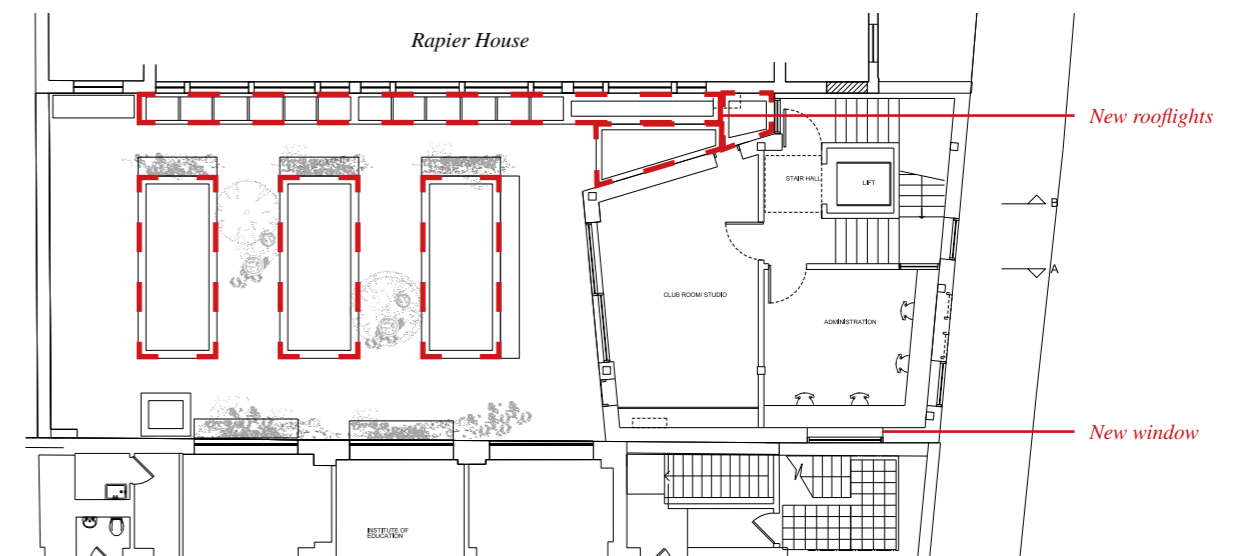 Rapier House
New rooflights
STAIR HALL
LIFT
B
A
CLUB ROOM/ STUDIO
ADMINISTRATION
New window
INSTITUTE OF
EDUCATION